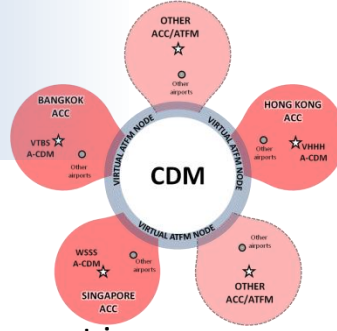 OTHER
ACC/ATFM
Other
airports
BANGKOK
ACC
VTBS
A-CDM
Other
airports
HONG KONG
ACC
Other
airports
VHHH
A-CDM
VIRTUAL ATFM NODE
VIRTUAL ATFM NODE
CDM
VIRTUAL ATFM NODE
WSSS
A-CDM
Other
airports
SINGAPORE
ACC
Other
airports
OTHER
ACC/ATFM